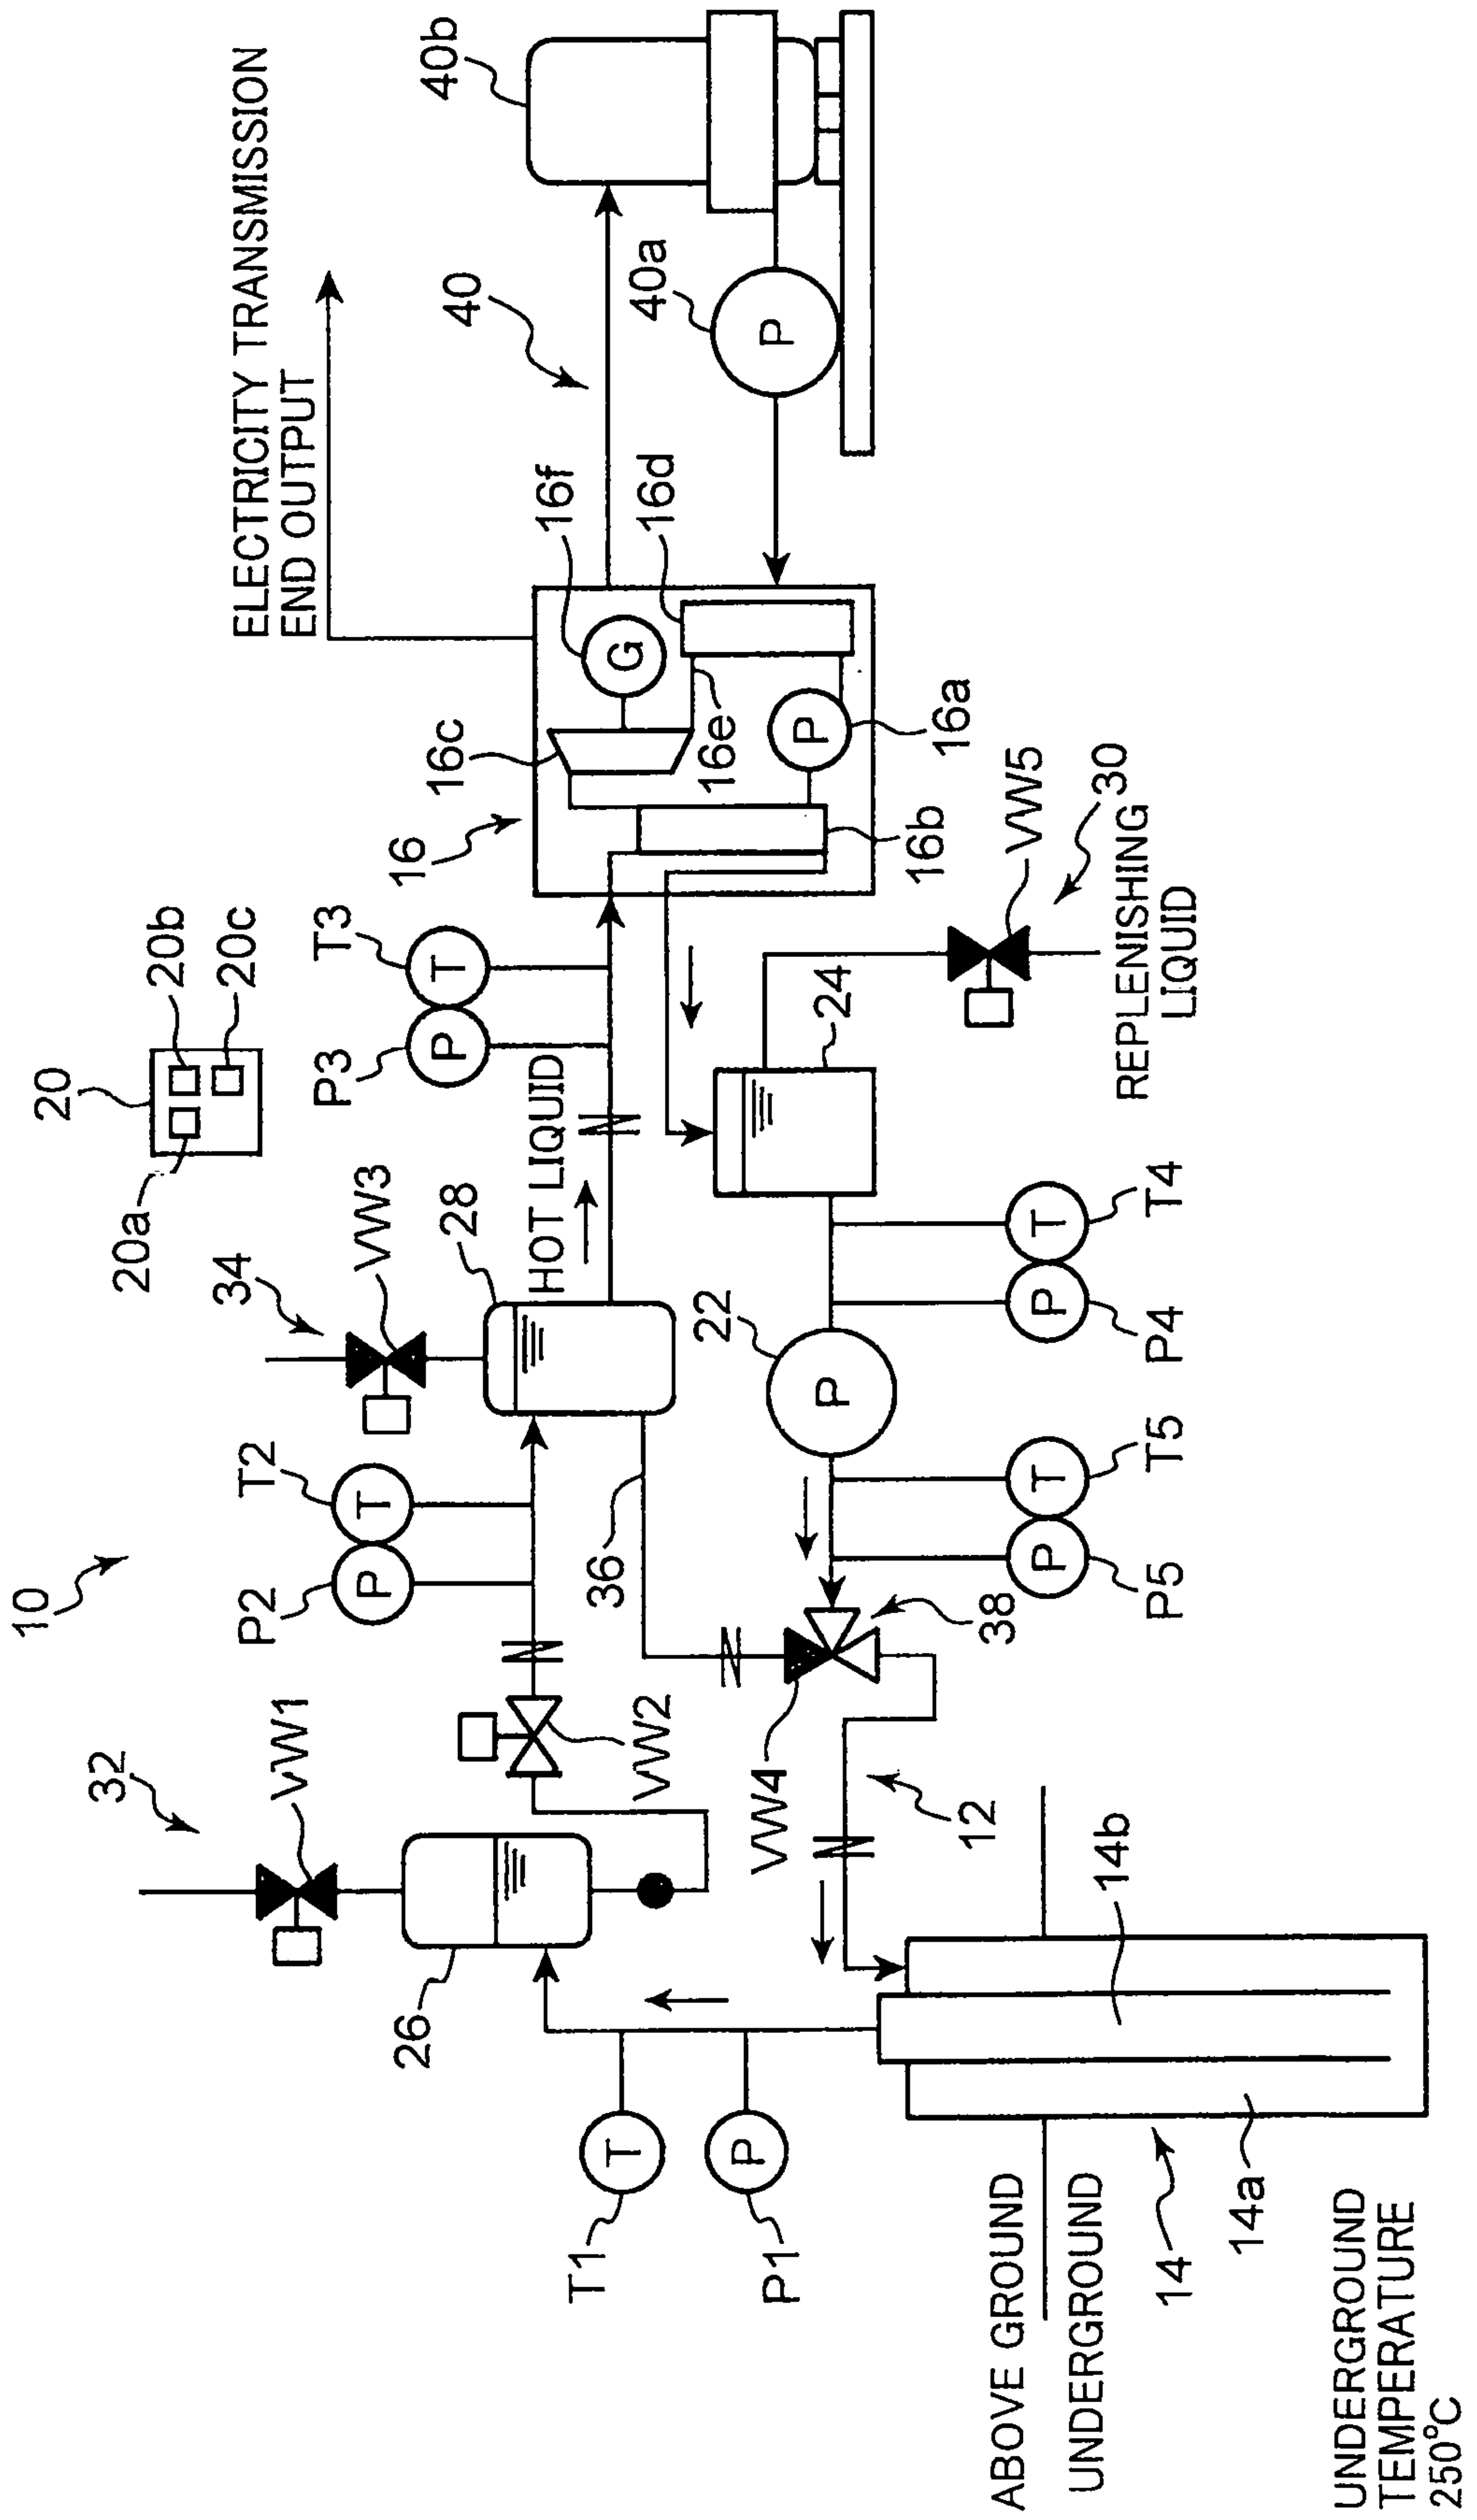 10
ELECTRICITY TRANSMISSION
END OUTPUT
20
20a
20b
20c
32
VW1
P2
T2
34
VW3
P3
T3
16
16c
16f
40
40b
26
VW2
36
28
HOT LIQUID
16e
16d
40a
T
P
P
T
P
T
G
P
P
T1
P1
VW4
38
22
24
16b
16a
P
12
P5
T5
P4
T4
P
T
P
T
VW5
30
REPLENISHING
LIQUID
ABOVE GROUND
UNDERGROUND
14
14a
14b
UNDERGROUND
TEMPERATURE
250°C